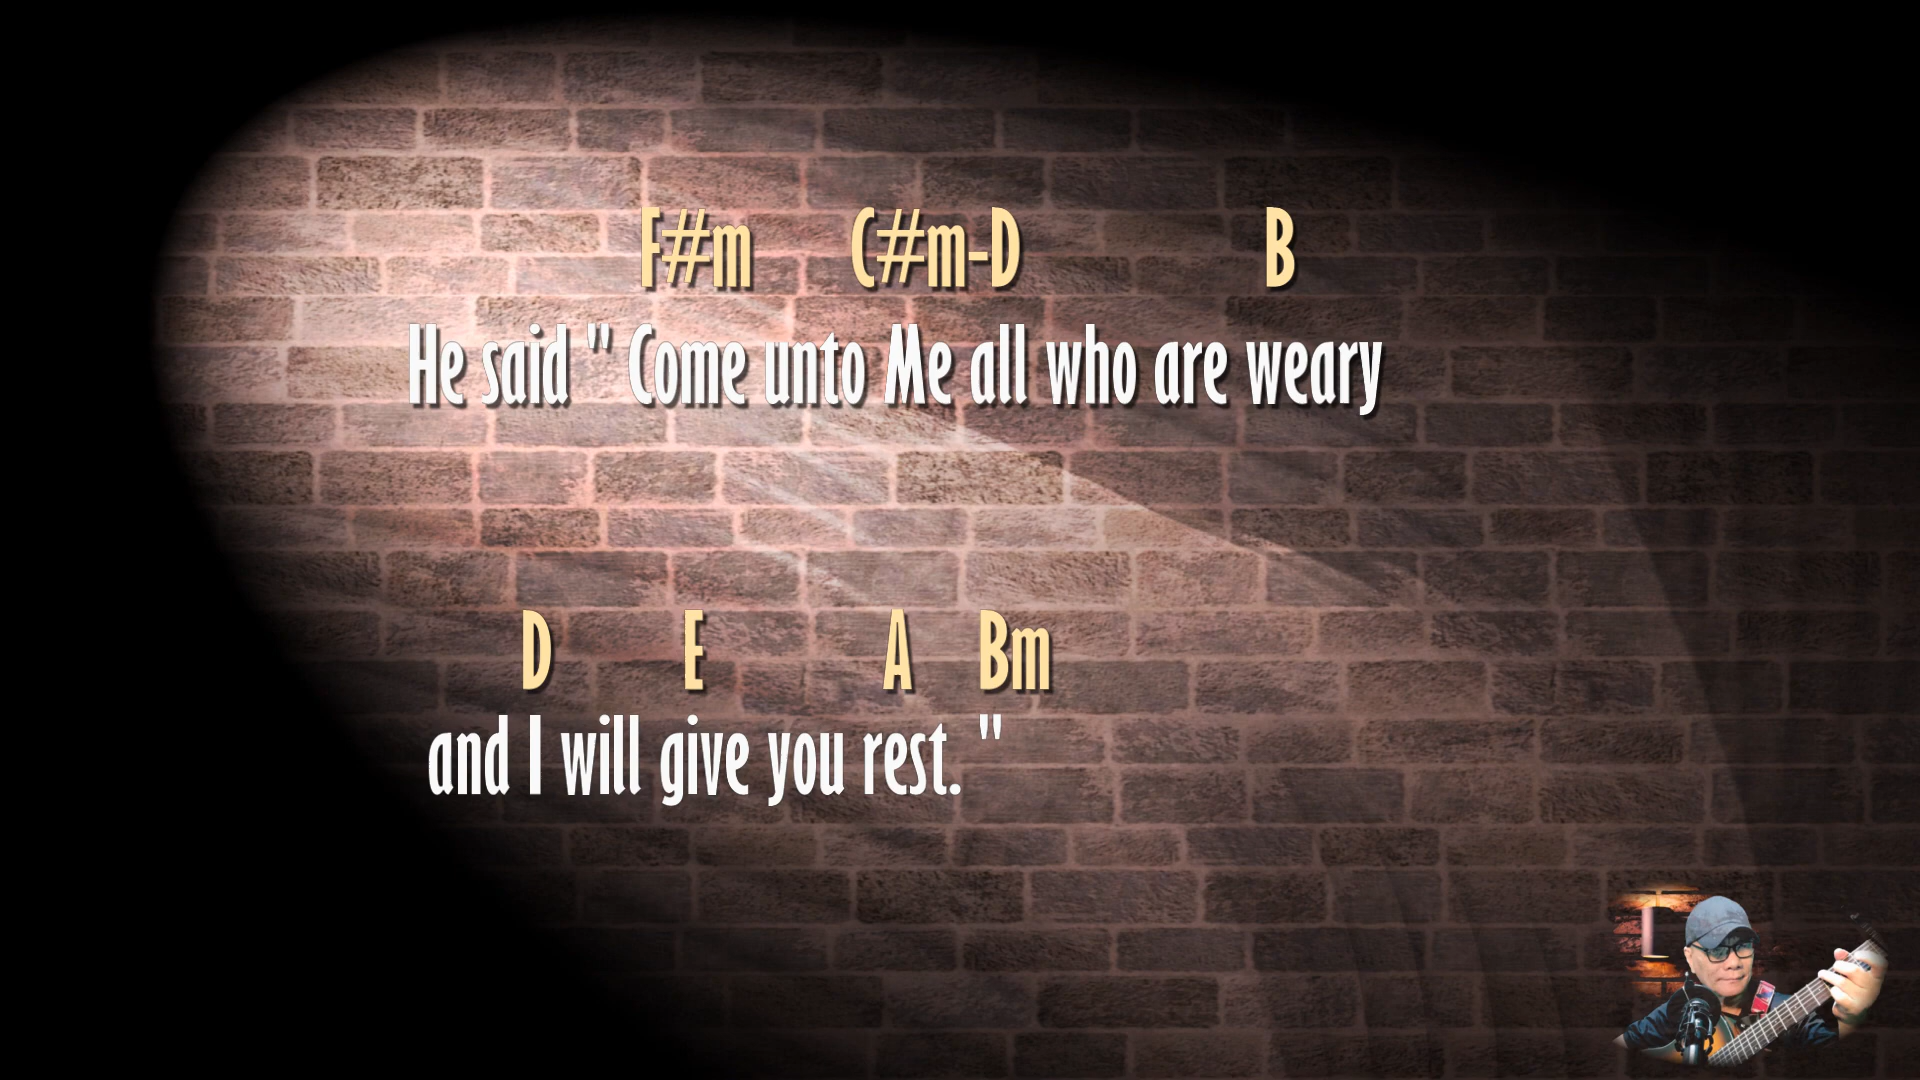 F#m C#m-D B
He said " Come unto Me all who are weary
D E A Bm
and I will give you rest. "